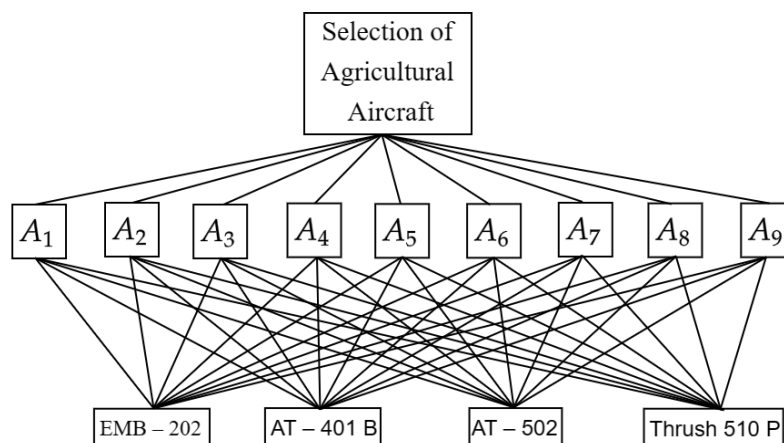 Selection of
Agricultural
Aircraft
A₁ A₂ A₃ A₄ A₅ A₆ A₇ A₈ A₉
EMB – 202 AT – 401 B AT – 502 Thrush 510 P